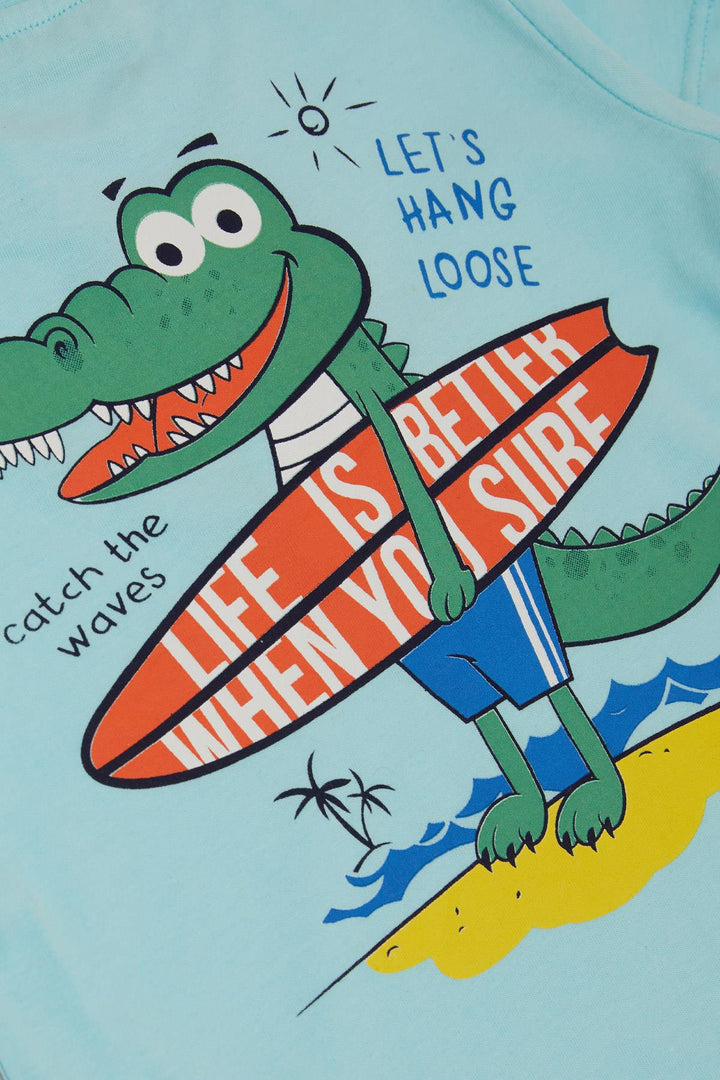 LET'S
HANG
LOOSE
LIFE IS BETTER
WHEN YOU SURF
catch the
waves